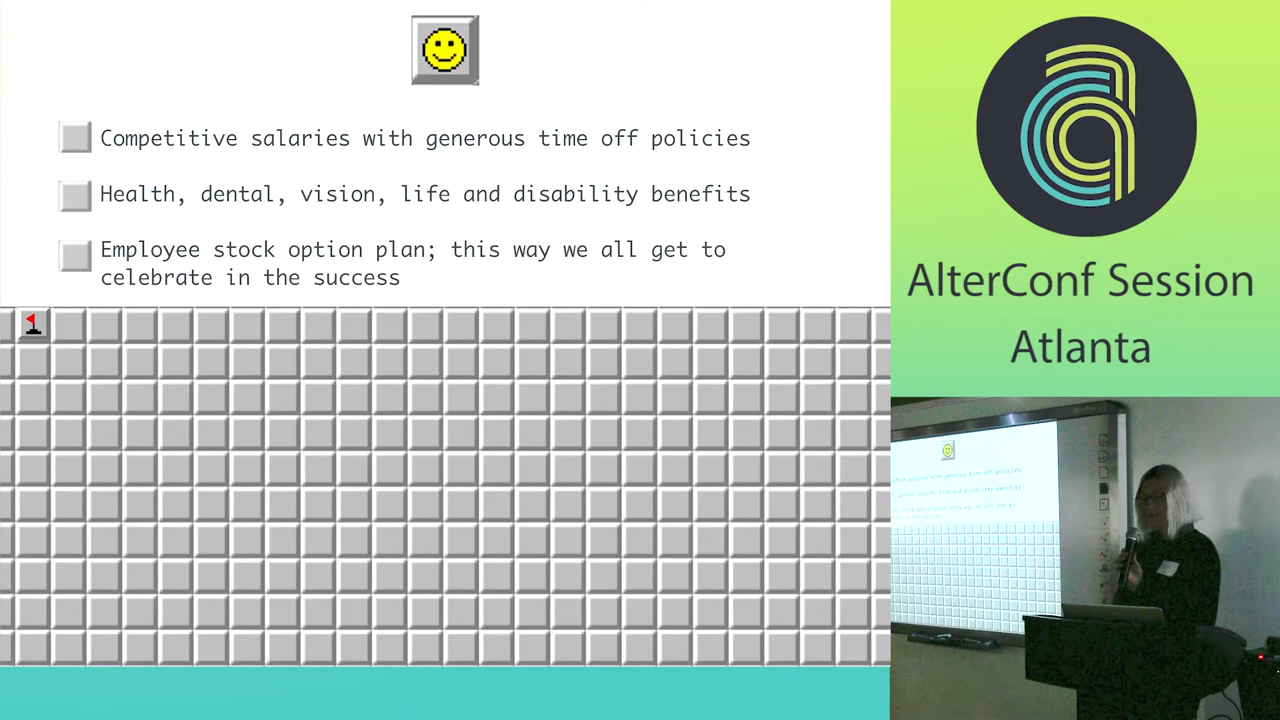 Competitive salaries with generous time off policies
Health, dental, vision, life and disability benefits
Employee stock option plan; this way we all get to
celebrate in the success
AlterConf Session
Atlanta